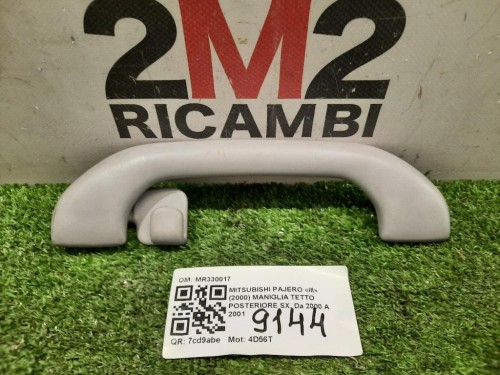 2M2
RICAMBI
OM: MR330017
MITSUBISHI PAJERO «III»
(2000) MANIGLIA TETTO
POSTERIORE SX, Da 2000 A
2001
9144
QR: 7cd9abe Mot: 4D56T